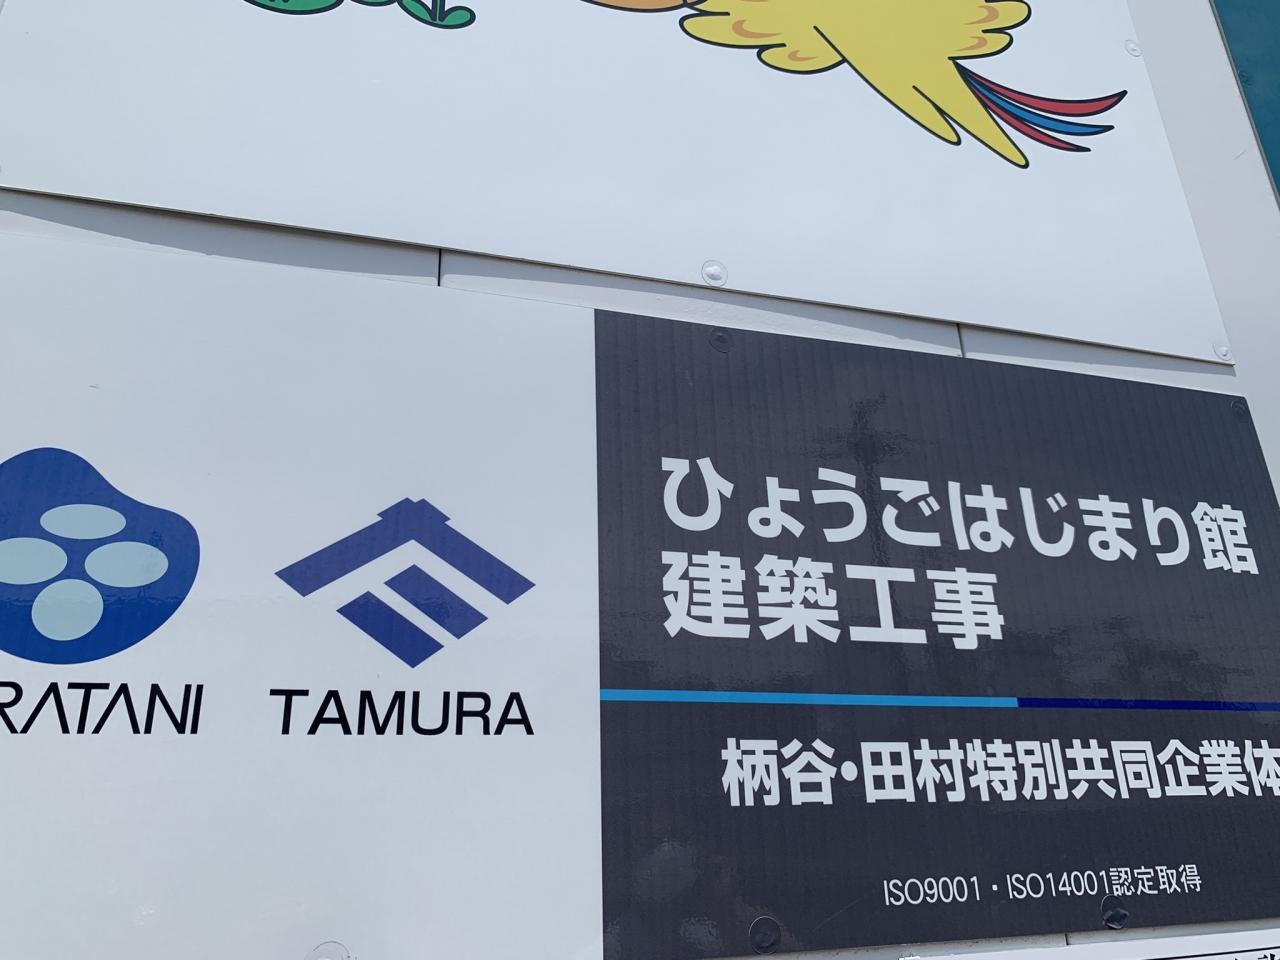 RATANI
TAMURA
ひょうごはじまり館
建築工事
柄谷・田村特別共同企業体
ISO9001・ISO14001認定取得